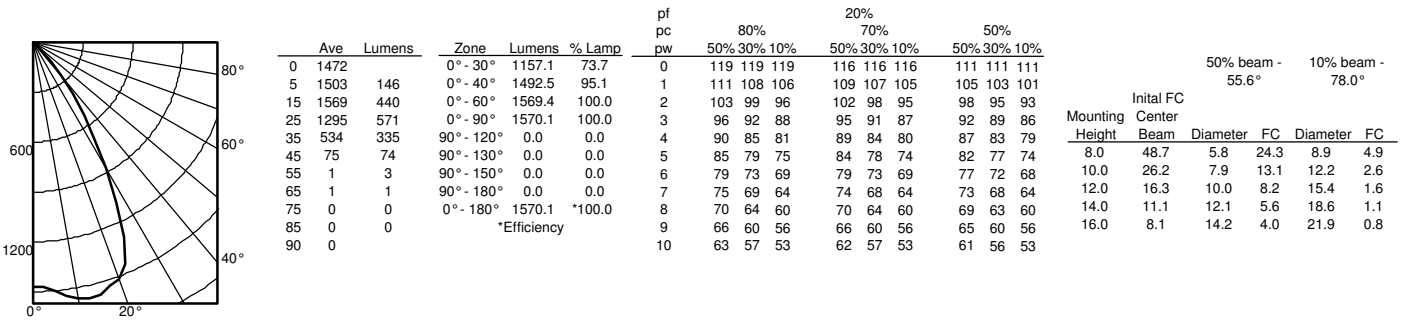 600
1200
0°
20°
40°
60°
80°
Ave Lumens
0 1472
5 1503 146
15 1569 440
25 1295 571
35 534 335
45 75 74
55 1 3
65 1 1
75 0 0
85 0 0
90 0
Zone Lumens % Lamp
0°- 30° 1157.1 73.7
0°- 40° 1492.5 95.1
0°- 60° 1569.4 100.0
0°- 90° 1570.1 100.0
90°- 120° 0.0 0.0
90°- 130° 0.0 0.0
90°- 150° 0.0 0.0
90°- 180° 0.0 0.0
0°- 180° 1570.1 *100.0
*Efficiency
pf 20%
pc 80% 70% 50%
pw 50% 30% 10% 50% 30% 10% 50% 30% 10%
0 119 119 119 116 116 116 111 111 111
1 111 108 106 109 107 105 105 103 101
2 103 99 96 102 98 95 98 95 93
3 96 92 88 95 91 87 92 89 86
4 90 85 81 89 84 80 87 83 79
5 85 79 75 84 78 74 82 77 74
6 79 73 69 79 73 69 77 72 68
7 75 69 64 74 68 64 73 68 64
8 70 64 60 70 64 60 69 63 60
9 66 60 56 66 60 56 65 60 56
10 63 57 53 62 57 53 61 56 53
50% beam - 10% beam -
55.6° 78.0°
Inital FC
Mounting Center
Height Beam Diameter FC Diameter FC
8.0 48.7 5.8 24.3 8.9 4.9
10.0 26.2 7.9 13.1 12.2 2.6
12.0 16.3 10.0 8.2 15.4 1.6
14.0 11.1 12.1 5.6 18.6 1.1
16.0 8.1 14.2 4.0 21.9 0.8